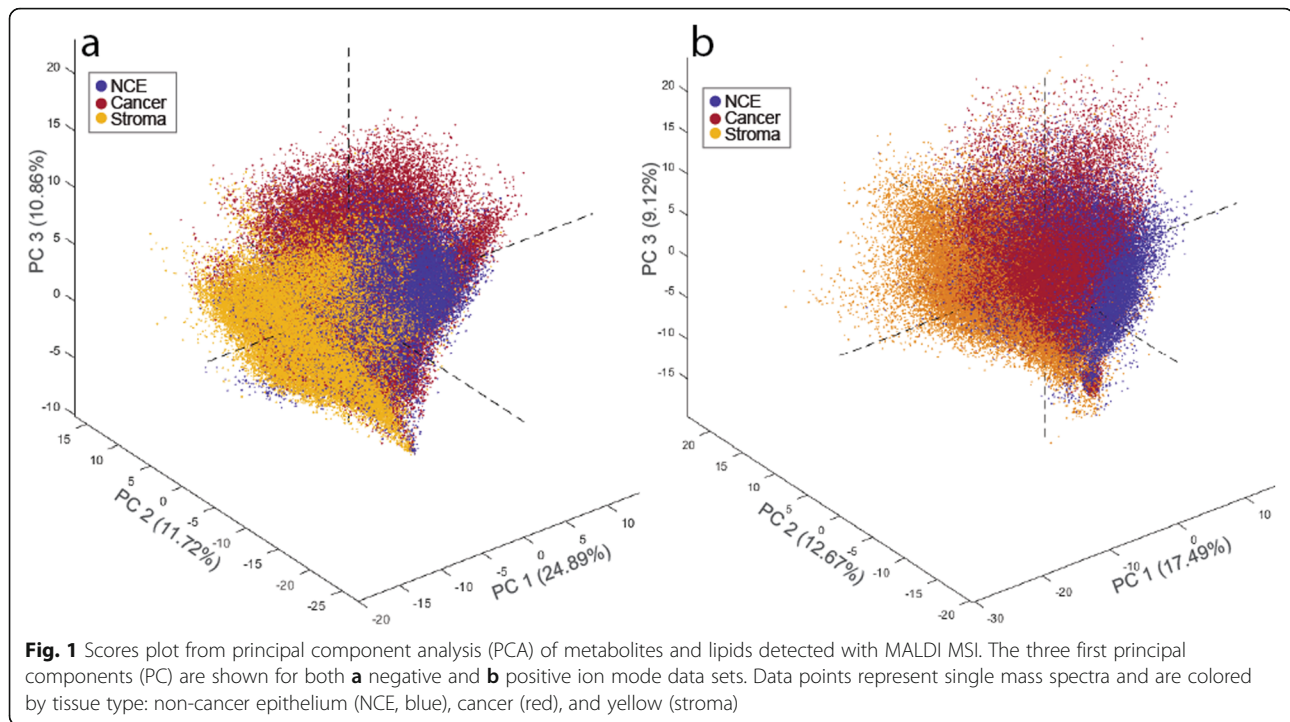 a
NCE
Cancer
Stroma
PC 3 (10.86%)
20
15
10
5
0
-5
-10
15
10
5
0
-5
-10
-15
-20
-25
PC 2 (11.72%)
-20
-15
-10
-5
0
5
10
PC 1 (24.89%)
b
NCE
Cancer
Stroma
PC 3 (9.12%)
20
15
10
5
0
-5
-10
-15
20
15
10
5
0
-5
-10
-15
-20
PC 2 (12.67%)
-30
-20
-10
0
10
PC 1 (17.49%)
Fig. 1 Scores plot from principal component analysis (PCA) of metabolites and lipids detected with MALDI MSI. The three first principal
components (PC) are shown for both a negative and b positive ion mode data sets. Data points represent single mass spectra and are colored
by tissue type: non-cancer epithelium (NCE, blue), cancer (red), and yellow (stroma)